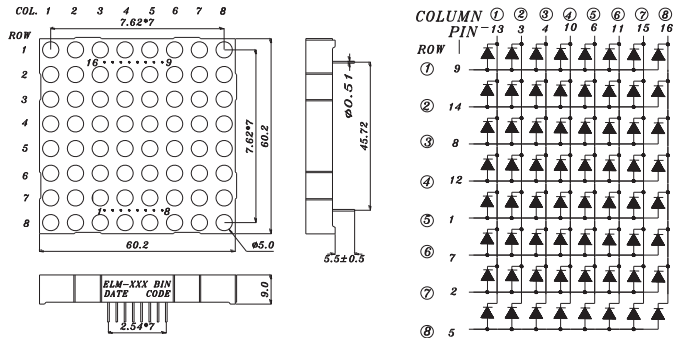 COL. 1 2 3 4 5 6 7 8
7.62*7
ROW
1
16 9
2
3
4
5
6
7
8
1 8
7.62*7
60.2
60.2
ø5.0
ø0.51
45.72
5.5±0.5
ELM-XXX BIN
DATE CODE
2.54*7
9.0
COLUMN ① ② ③ ④ ⑤ ⑥ ⑦ ⑧
PIN 13 3 4 10 6 11 15 16
ROW
① 9
② 14
③ 8
④ 12
⑤ 1
⑥ 7
⑦ 2
⑧ 5